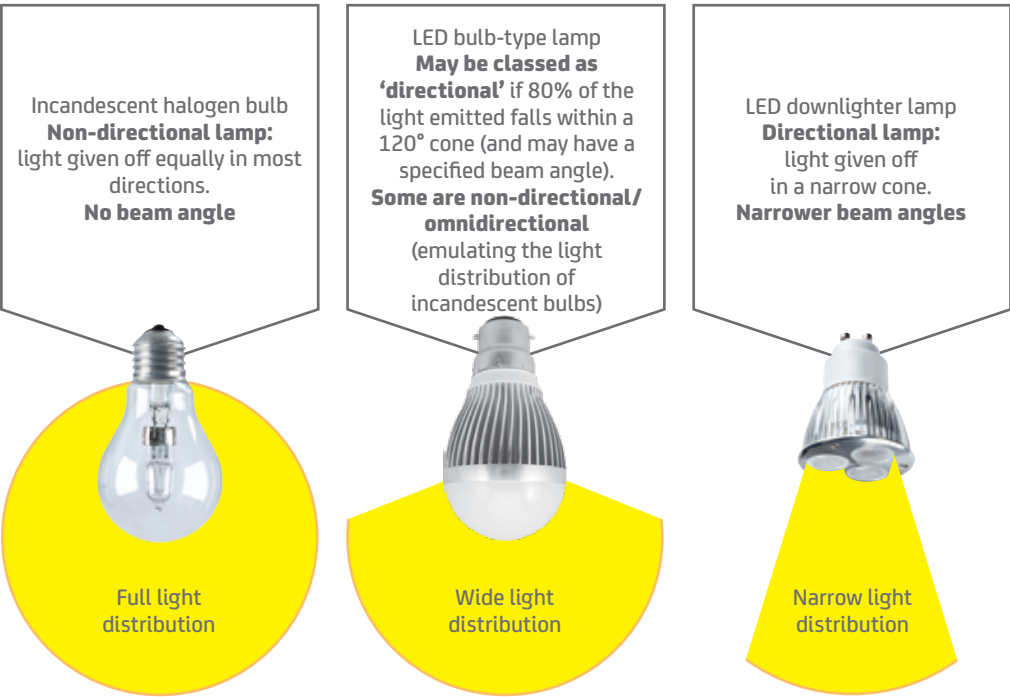 Incandescent halogen bulb
Non-directional lamp:
light given off equally in most
directions.
No beam angle
LED bulb-type lamp
May be classed as
‘directional’ if 80% of the
light emitted falls within a
120° cone (and may have a
specified beam angle).
Some are non-directional/
omnidirectional
(emulating the light
distribution of
incandescent bulbs)
LED downlighter lamp
Directional lamp:
light given off
in a narrow cone.
Narrower beam angles
Full light
distribution
Wide light
distribution
Narrow light
distribution